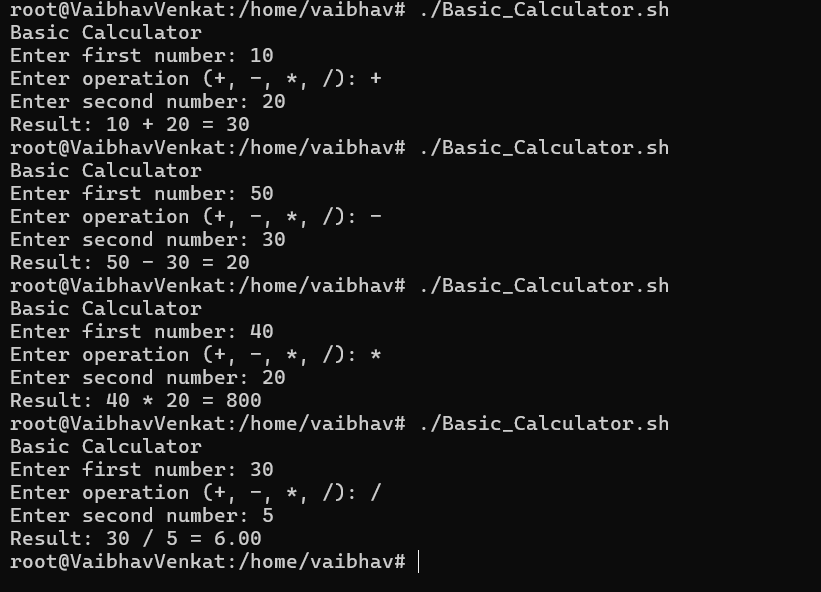 root@VaibhavVenkat:/home/vaibhav# ./Basic_Calculator.sh
Basic Calculator
Enter first number: 10
Enter operation (+, -, *, /): +
Enter second number: 20
Result: 10 + 20 = 30
root@VaibhavVenkat:/home/vaibhav# ./Basic_Calculator.sh
Basic Calculator
Enter first number: 50
Enter operation (+, -, *, /): -
Enter second number: 30
Result: 50 - 30 = 20
root@VaibhavVenkat:/home/vaibhav# ./Basic_Calculator.sh
Basic Calculator
Enter first number: 40
Enter operation (+, -, *, /): *
Enter second number: 20
Result: 40 * 20 = 800
root@VaibhavVenkat:/home/vaibhav# ./Basic_Calculator.sh
Basic Calculator
Enter first number: 30
Enter operation (+, -, *, /): /
Enter second number: 5
Result: 30 / 5 = 6.00
root@VaibhavVenkat:/home/vaibhav#